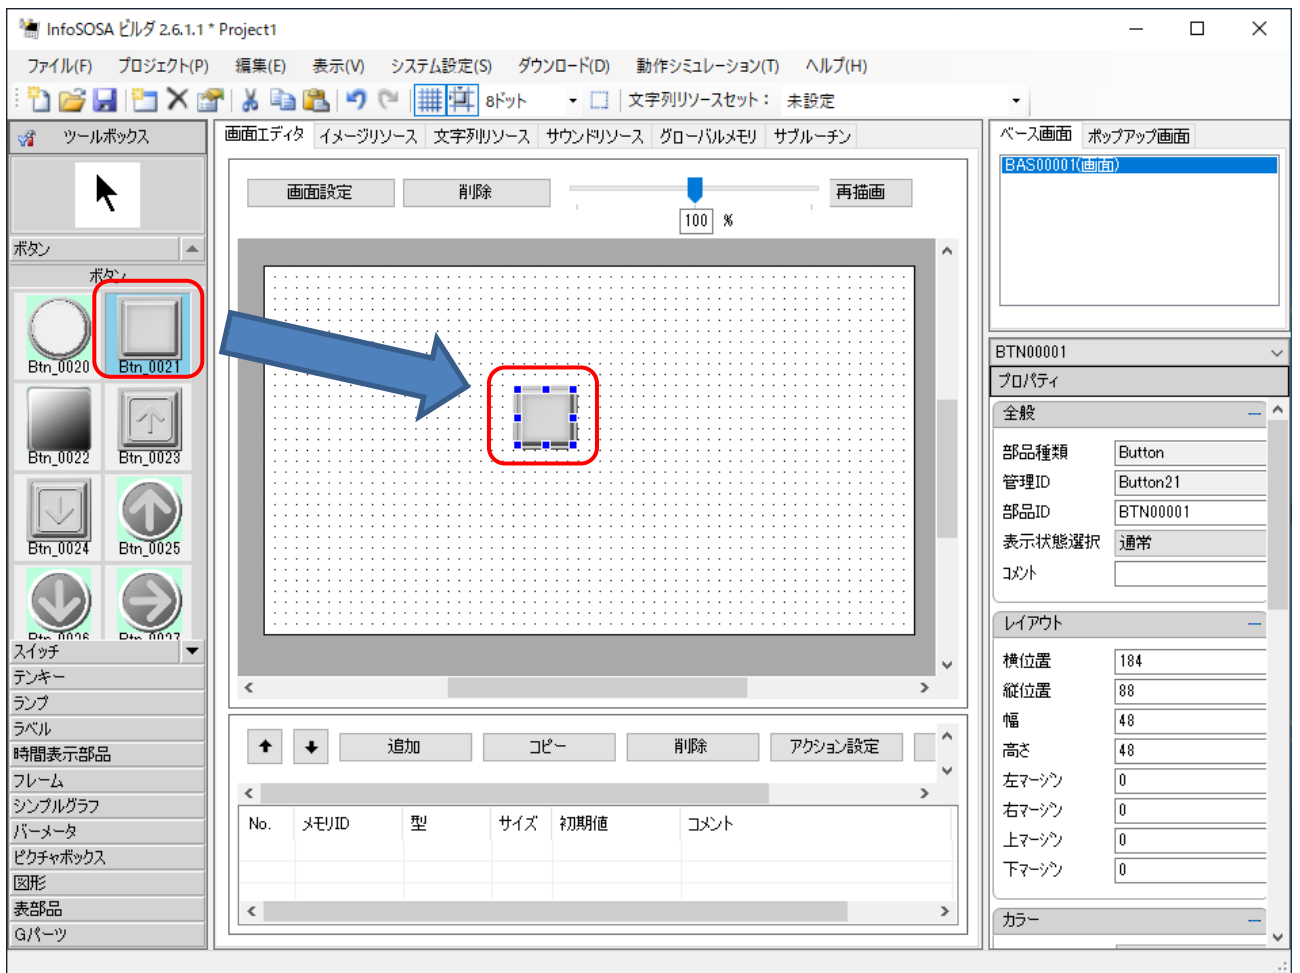 InfoSOSA ビルダ 2.6.1.1 * Project1
ファイル(F) プロジェクト(P) 編集(E) 表示(V) システム設定(S) ダウンロード(D) 動作シミュレーション(T) ヘルプ(H)
8ドット 文字列リソースセット： 未設定
ツールボックス
ボタン
ボタン
Btn_0020 Btn_0021
Btn_0022 Btn_0023
Btn_0024 Btn_0025
Btn_0026 Btn_0027
スイッチ
テンキー
ランプ
ラベル
時間表示部品
フレーム
シンプルグラフ
バーメータ
ピクチャボックス
図形
表部品
Gパーツ
画面エディタ イメージリソース 文字列リソース サウンドリソース グローバルメモリ サブルーチン
画面設定 削除 再描画
100 %
追加 コピー 削除 アクション設定
No. メモリID 型 サイズ 初期値 コメント
ベース画面 ポップアップ画面
BAS00001(画面)
BTN00001
プロパティ
全般
部品種類 Button
管理ID Button21
部品ID BTN00001
表示状態選択 通常
コメント
レイアウト
横位置 184
縦位置 88
幅 48
高さ 48
左マージン 0
右マージン 0
上マージン 0
下マージン 0
カラー